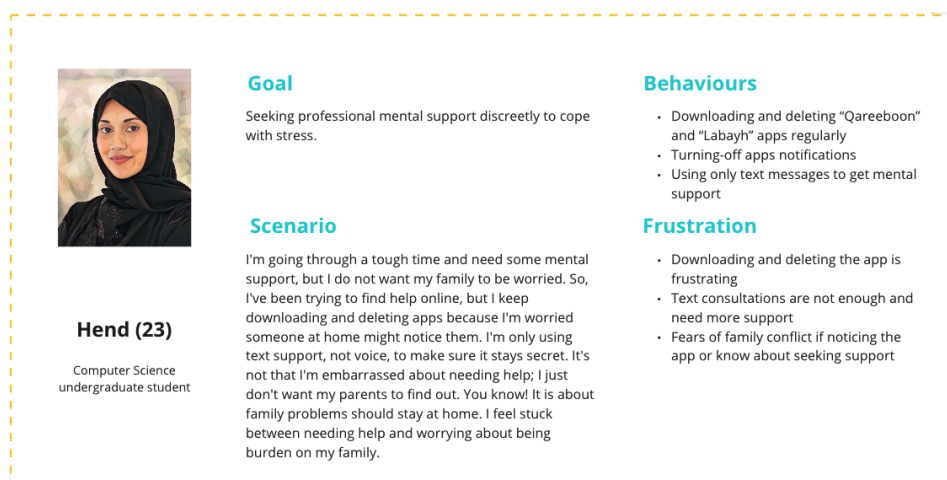 Goal
Seeking professional mental support discreetly to cope
with stress.
Scenario
I'm going through a tough time and need some mental
support, but I do not want my family to be worried. So,
I've been trying to find help online, but I keep
downloading and deleting apps because I'm worried
someone at home might notice them. I'm only using
text support, not voice, to make sure it stays secret. It's
not that I'm embarrassed about needing help; I just
don't want my parents to find out. You know! It is about
family problems should stay at home. I feel stuck
between needing help and worrying about being
burden on my family.
Behaviours
• Downloading and deleting “Qareeboon”
and “Labayh” apps regularly
• Turning-off apps notifications
• Using only text messages to get mental
support
Frustration
• Downloading and deleting the app is
frustrating
• Text consultations are not enough and
need more support
• Fears of family conflict if noticing the
app or know about seeking support
Hend (23)
Computer Science
undergraduate student